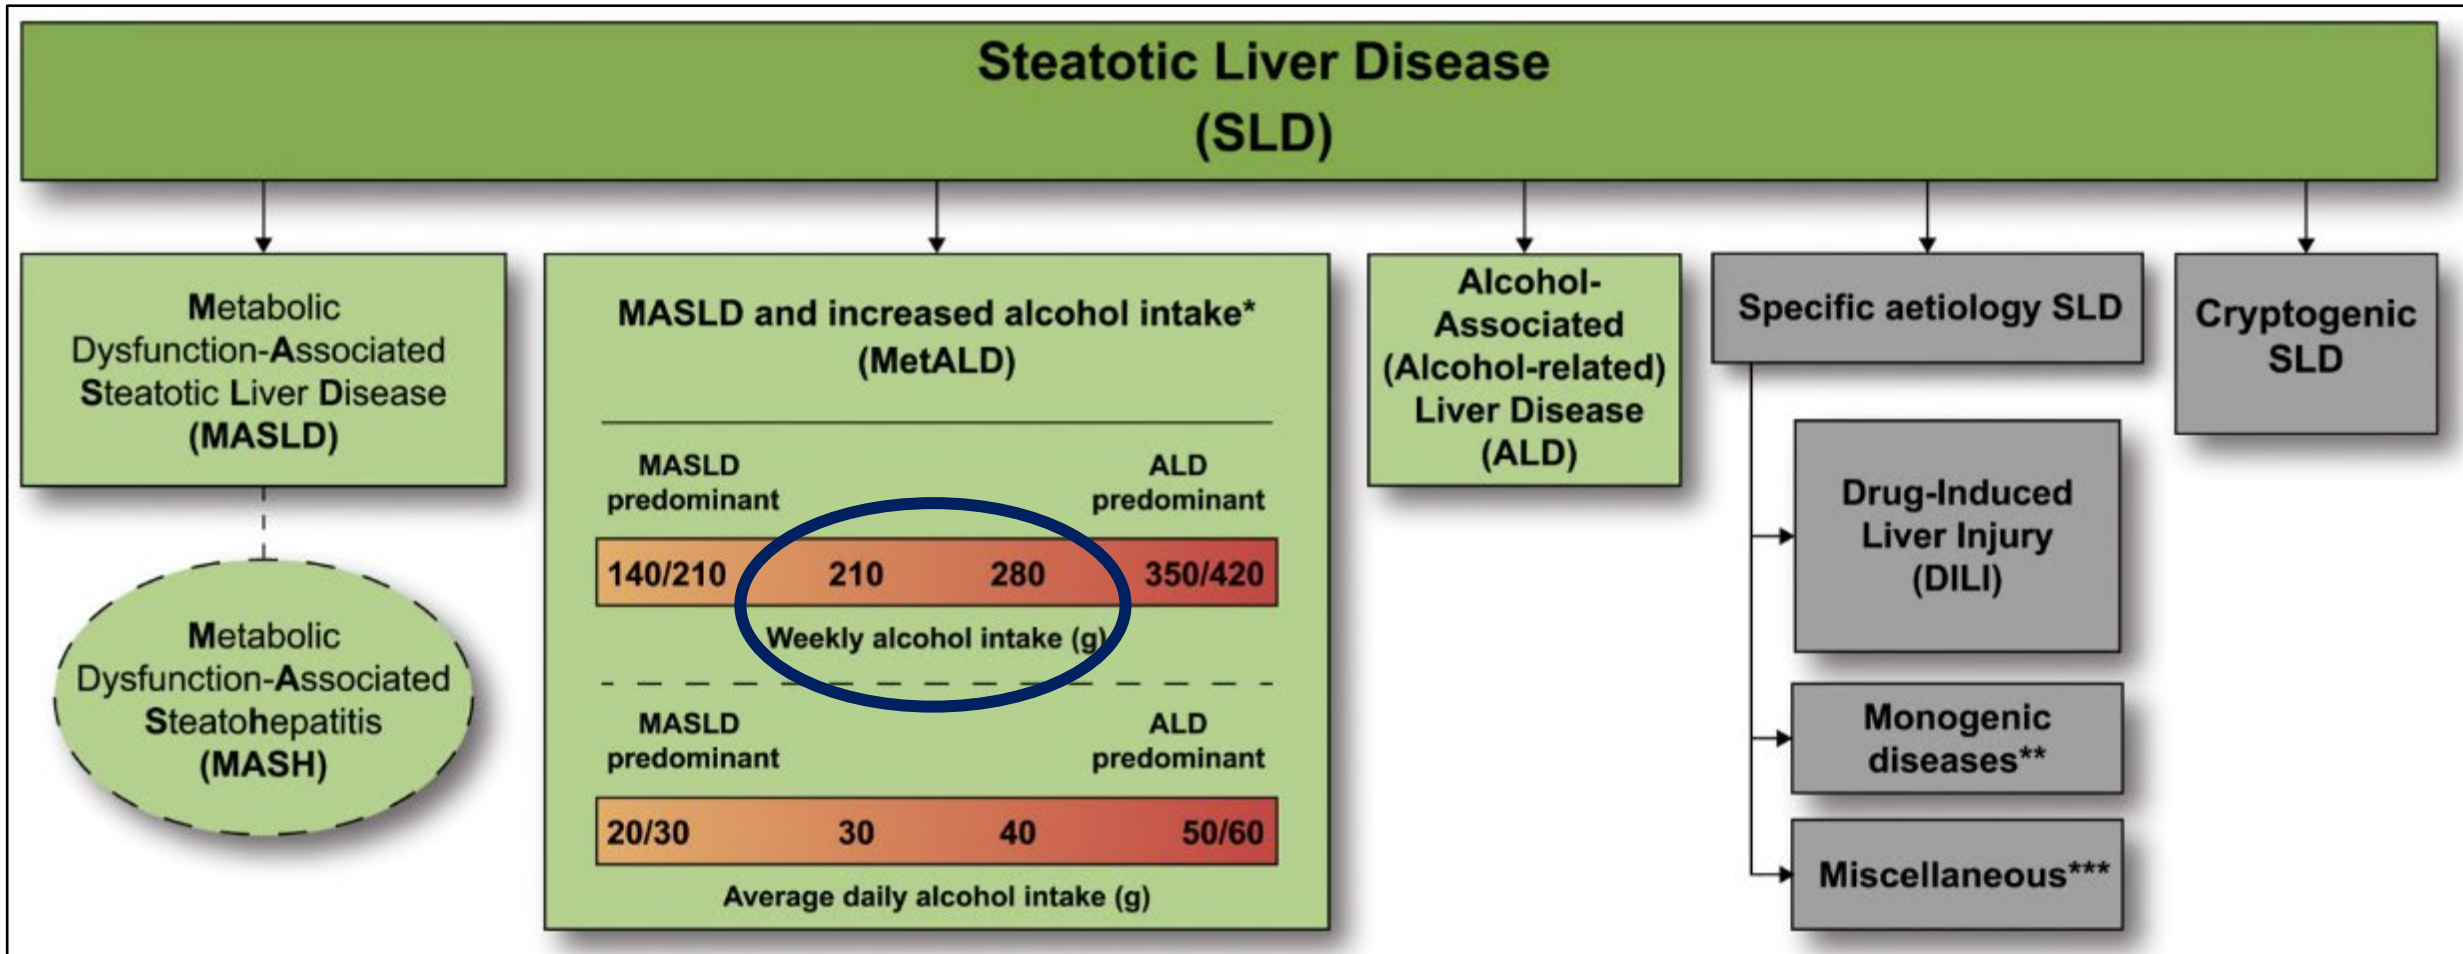 Steatotic Liver Disease
(SLD)
Metabolic
Dysfunction-Associated
Steatotic Liver Disease
(MASLD)
Metabolic
Dysfunction-Associated
Steatohepatitis
(MASH)
MASLD and increased alcohol intake*
(MetALD)
MASLD predominant
ALD predominant
140/210 210 280 350/420
Weekly alcohol intake (g)
MASLD predominant
ALD predominant
20/30 30 40 50/60
Average daily alcohol intake (g)
Alcohol-
Associated
(Alcohol-related)
Liver Disease
(ALD)
Specific aetiology SLD
Drug-Induced
Liver Injury
(DILI)
Monogenic
diseases**
Miscellaneous***
Cryptogenic
SLD